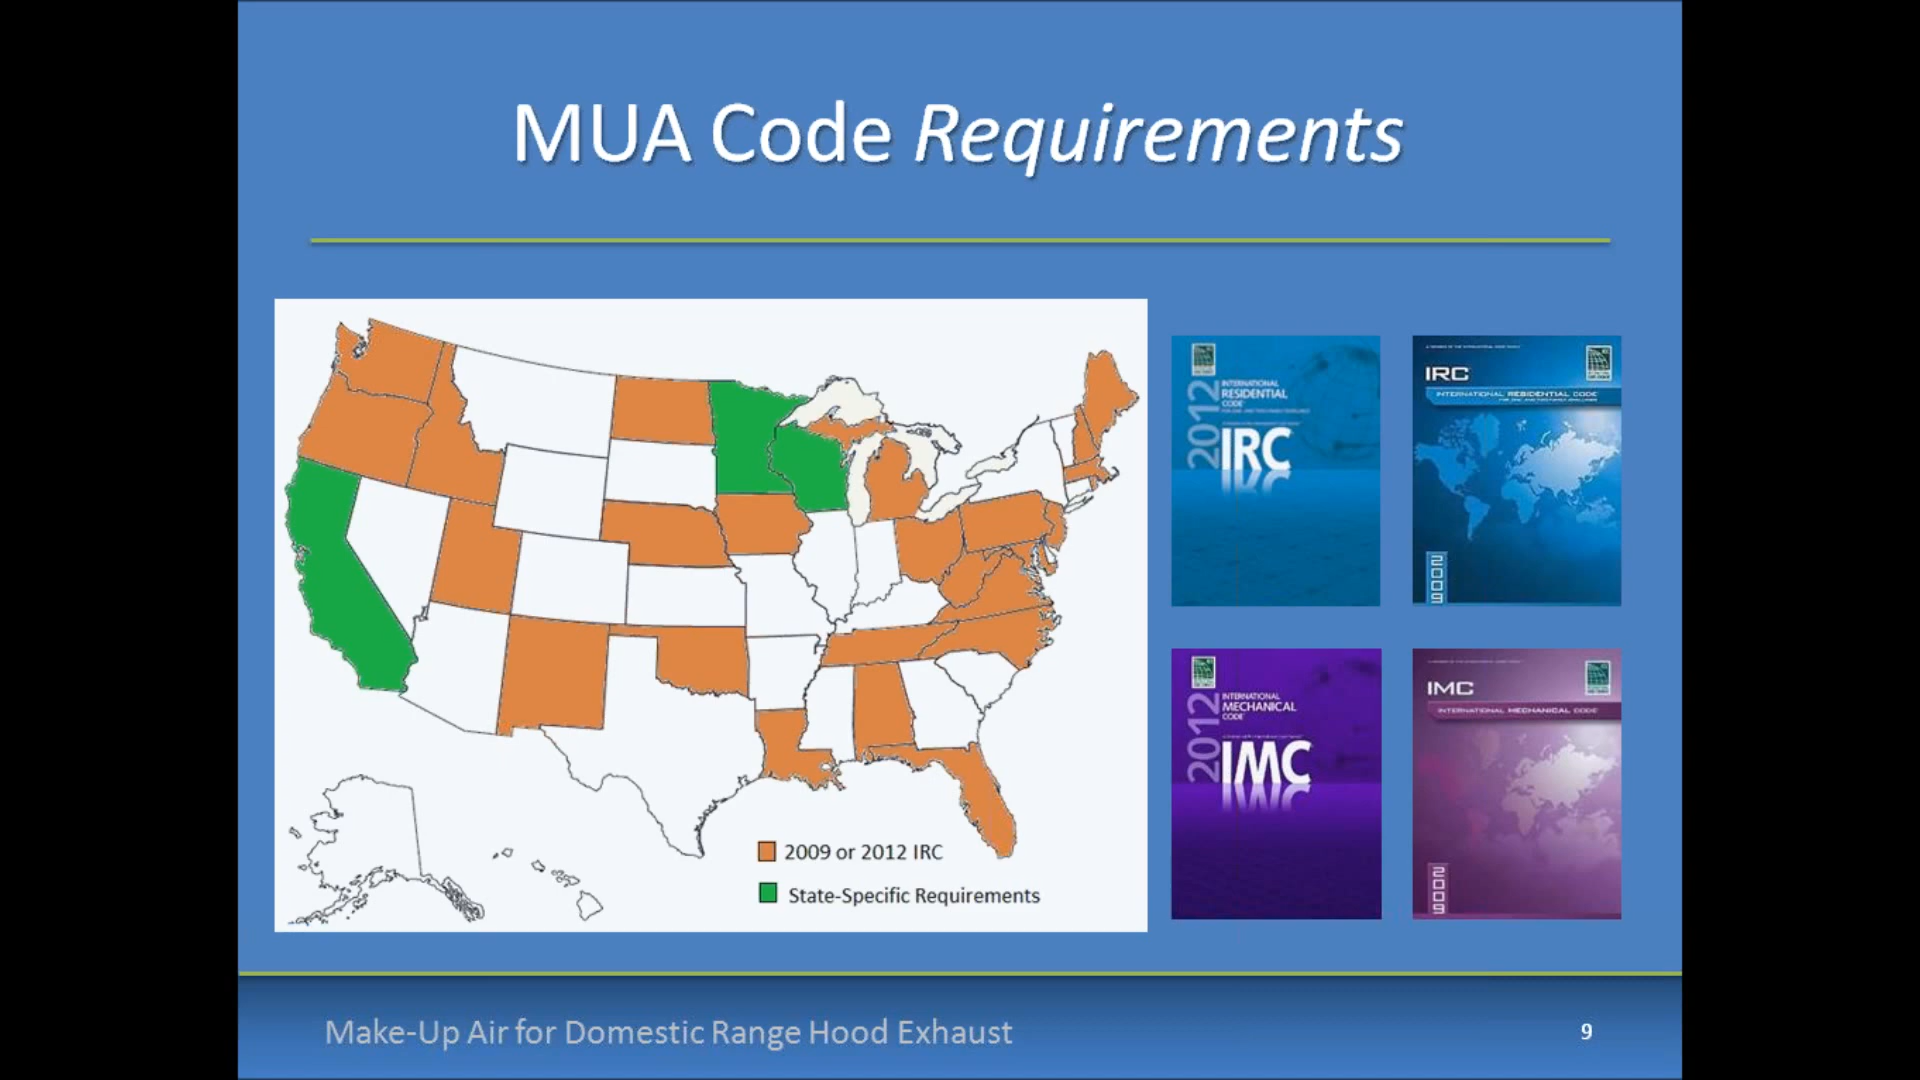 MUA Code Requirements
2009 or 2012 IRC
State-Specific Requirements
2012
INTERNATIONAL
RESIDENTIAL
CODE
IRC
IRC
INTERNATIONAL RESIDENTIAL CODE
2009
2012
INTERNATIONAL
MECHANICAL
CODE
IMC
IMC
INTERNATIONAL MECHANICAL CODE
2009
Make-Up Air for Domestic Range Hood Exhaust
9